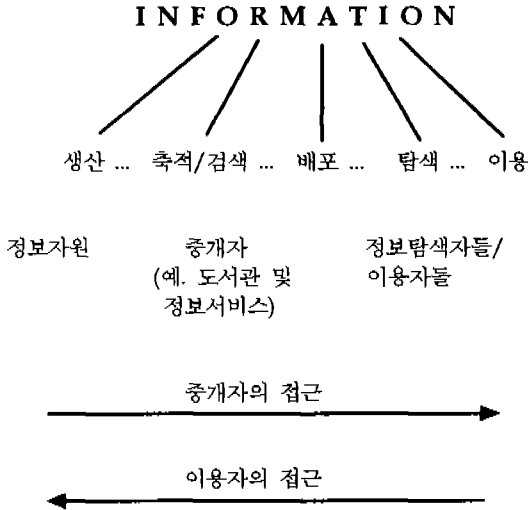 INFORMATION
생산 ... 축적/검색 ... 배포 ... 탐색 ... 이용
정보자원 중개자 정보탐색자들/
(예. 도서관 및 이용자들
정보서비스)
중개자의 접근
이용자의 접근